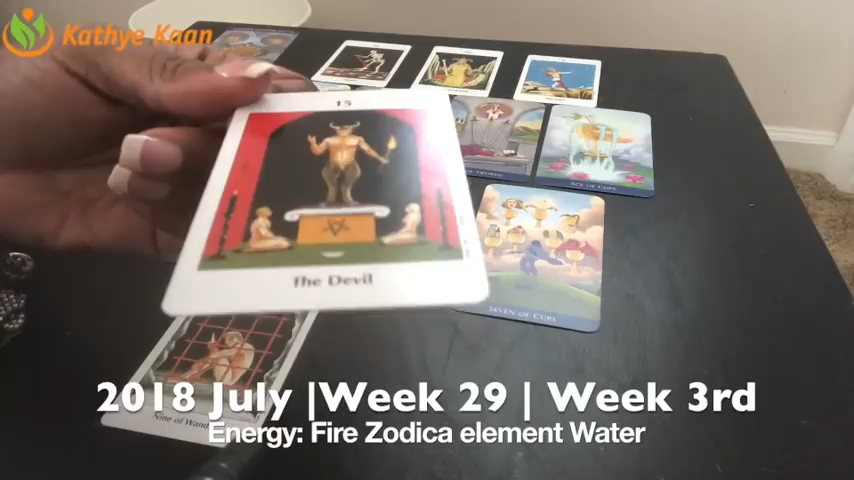 Kathye Kaan
15
The Devil
ACE OF CUPS
SEVEN OF CUPS
Nine of Wands
2018 July |Week 29 | Week 3rd
Energy: Fire Zodica element Water